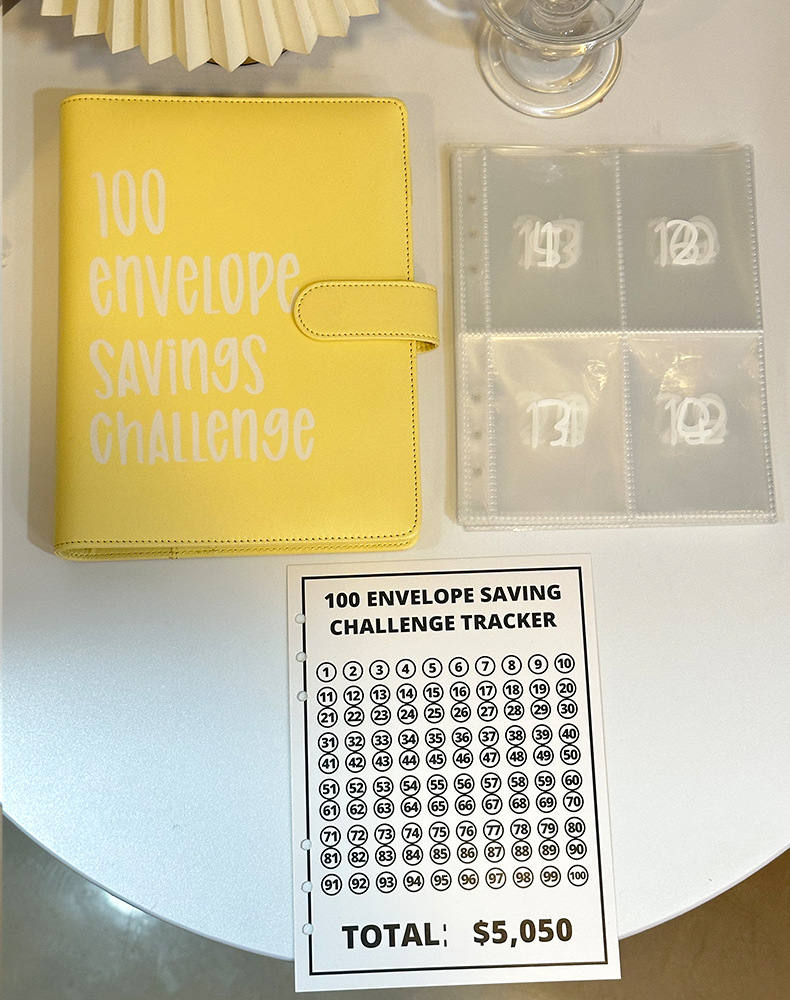 100
envelope
savings
challenge
100 ENVELOPE SAVING
CHALLENGE TRACKER
1 2 3 4 5 6 7 8 9 10
11 12 13 14 15 16 17 18 19 20
21 22 23 24 25 26 27 28 29 30
31 32 33 34 35 36 37 38 39 40
41 42 43 44 45 46 47 48 49 50
51 52 53 54 55 56 57 58 59 60
61 62 63 64 65 66 67 68 69 70
71 72 73 74 75 76 77 78 79 80
81 82 83 84 85 86 87 88 89 90
91 92 93 94 95 96 97 98 99 100
TOTAL: $5,050